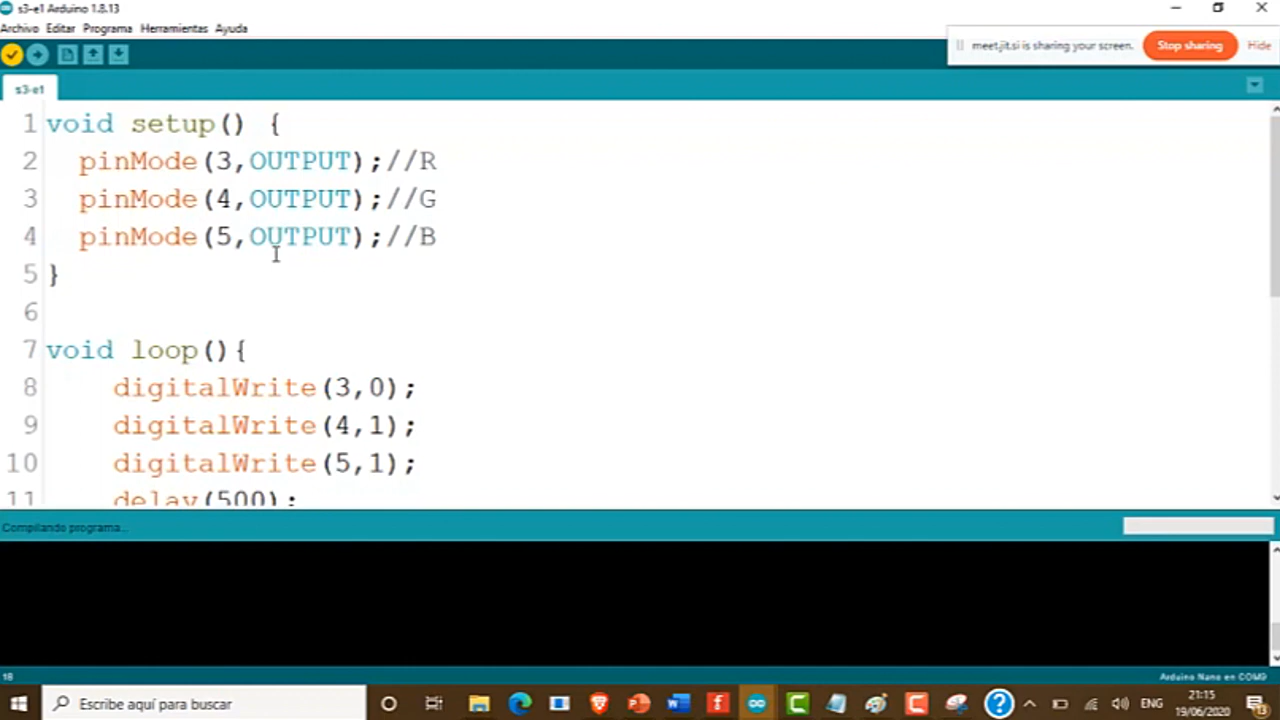 s3-e1 Arduino 1.8.13
Archivo Editar Programa Herramientas Ayuda
meet.jit.si is sharing your screen.
Stop sharing
Hide
s3-e1
1 void setup() {
2 pinMode(3,OUTPUT);//R
3 pinMode(4,OUTPUT);//G
4 pinMode(5,OUTPUT);//B
5 }
6
7 void loop(){
8 digitalWrite(3,0);
9 digitalWrite(4,1);
10 digitalWrite(5,1);
11 delay(500);
Compilando programa...
18
Arduino Nano en COM9
Escribe aquí para buscar
ENG
21:15
19/06/2020